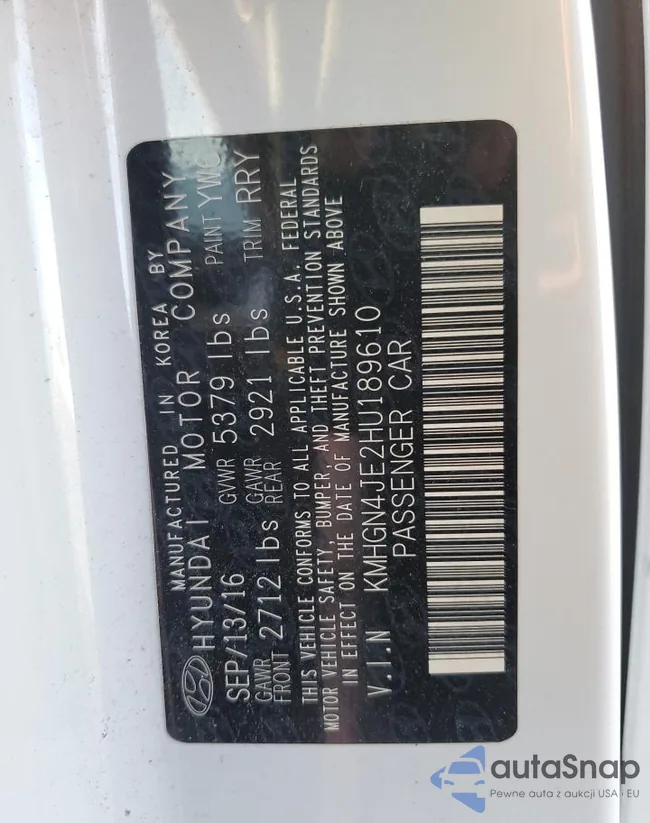 MANUFACTURED IN KOREA BY
HYUNDAI MOTOR COMPANY
SEP/13/16 GVWR 5379 lbs PAINT YWC
GAWR FRONT 2712 lbs GAWR REAR 2921 lbs TRIM RRY
THIS VEHICLE CONFORMS TO ALL APPLICABLE U.S.A. FEDERAL
MOTOR VEHICLE SAFETY, BUMPER, AND THEFT PREVENTION STANDARDS
IN EFFECT ON THE DATE OF MANUFACTURE SHOWN ABOVE
V.I.N KMHGN4JE2HU189610
PASSENGER CAR
autaSnap
Pewne auta z aukcji USA i EU